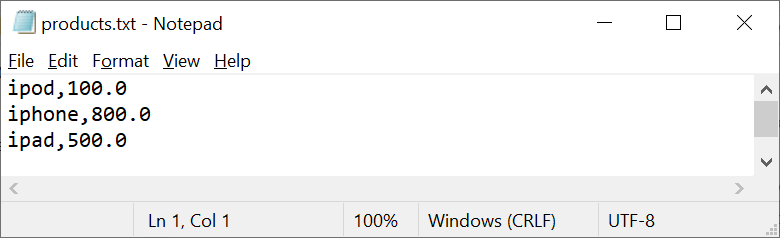 products.txt - Notepad
File Edit Format View Help
ipod,100.0
iphone,800.0
ipad,500.0
Ln 1, Col 1 100% Windows (CRLF) UTF-8